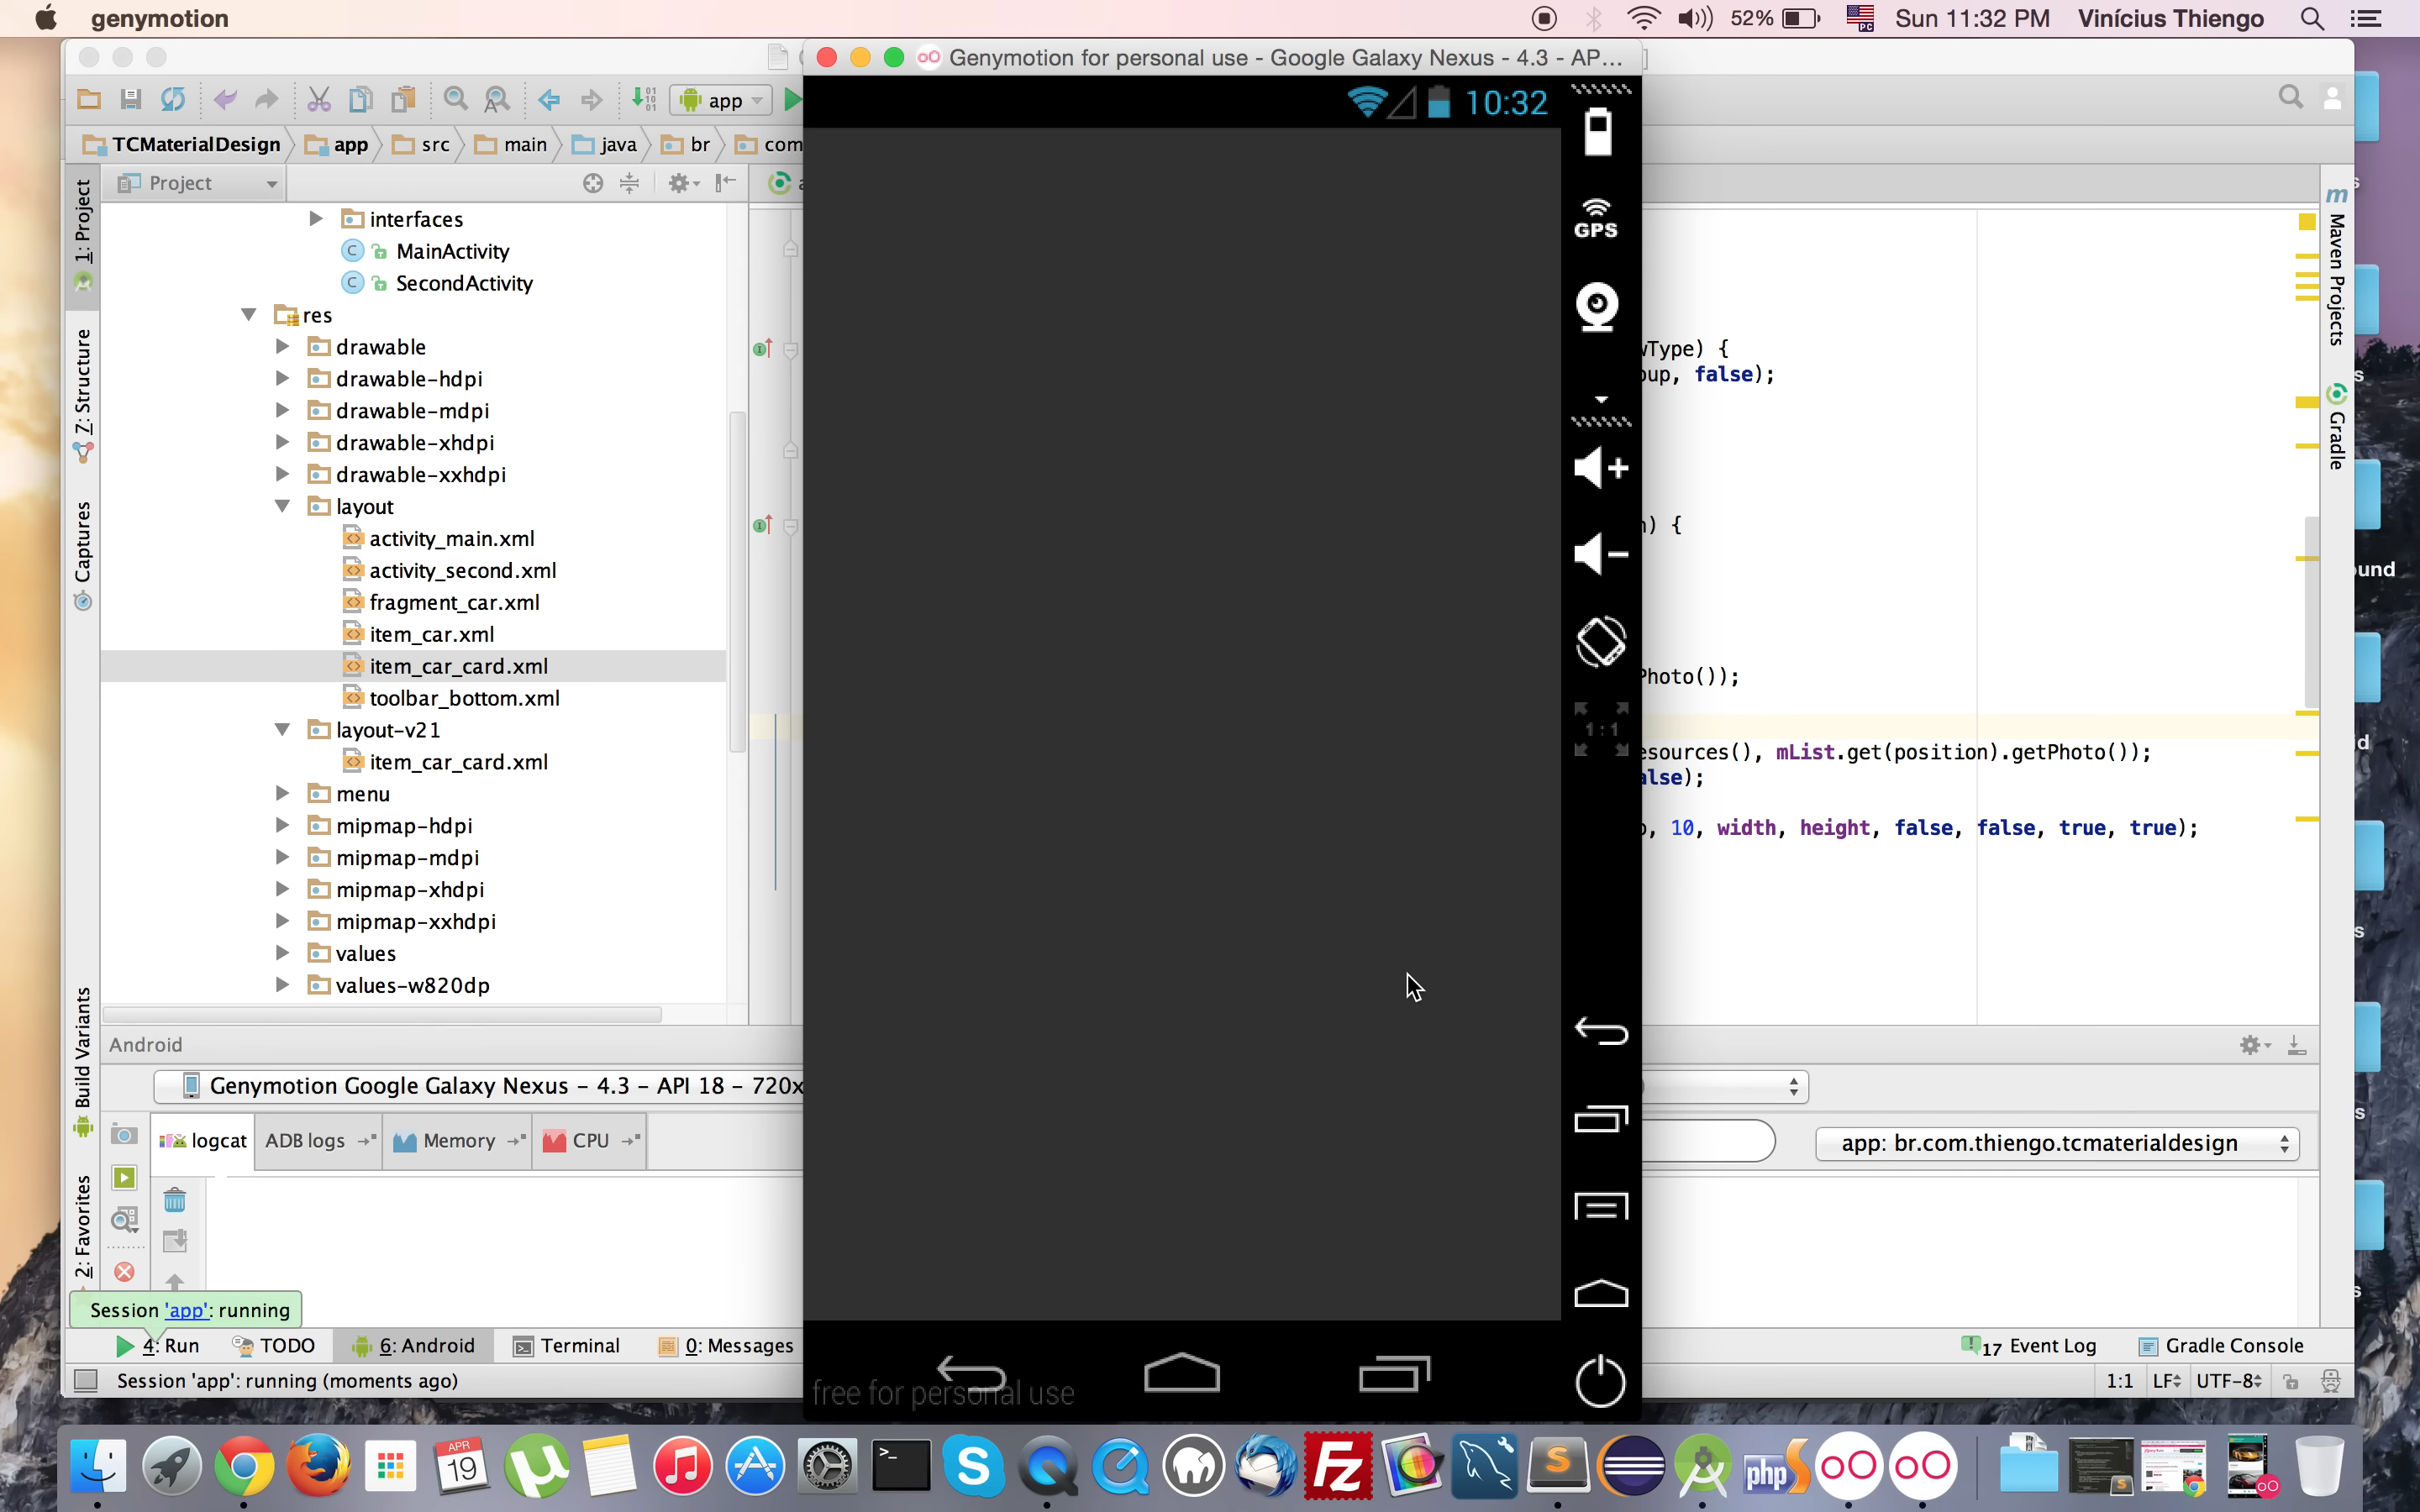 genymotion
52%
Sun 11:32 PM
Vinícius Thiengo
Genymotion for personal use - Google Galaxy Nexus - 4.3 - AP...
app
TCMaterialDesign
app
src
main
java
br
com
10:32
1: Project
Project
GPS
Maven Projects
interfaces
MainActivity
SecondActivity
res
drawable
drawable-hdpi
drawable-mdpi
drawable-xhdpi
drawable-xxhdpi
layout
activity_main.xml
activity_second.xml
fragment_car.xml
item_car.xml
item_car_card.xml
toolbar_bottom.xml
layout-v21
item_car_card.xml
menu
mipmap-hdpi
mipmap-mdpi
mipmap-xhdpi
mipmap-xxhdpi
values
values-w820dp
7: Structure
Captures
Build Variants
2: Favorites
Gradle
Type) {
oup, false);
) {
Photo());
esources(), mList.get(position).getPhoto());
alse);
, 10, width, height, false, false, true, true);
1:1
und
Android
Genymotion Google Galaxy Nexus - 4.3 - API 18 - 720x
logcat
ADB logs
Memory
CPU
app: br.com.thiengo.tcmaterialdesign
Session 'app': running
4: Run
TODO
6: Android
Terminal
0: Messages
17 Event Log
Gradle Console
free for personal use
Session 'app': running (moments ago)
1:1
LF
UTF-8
APR
19
php